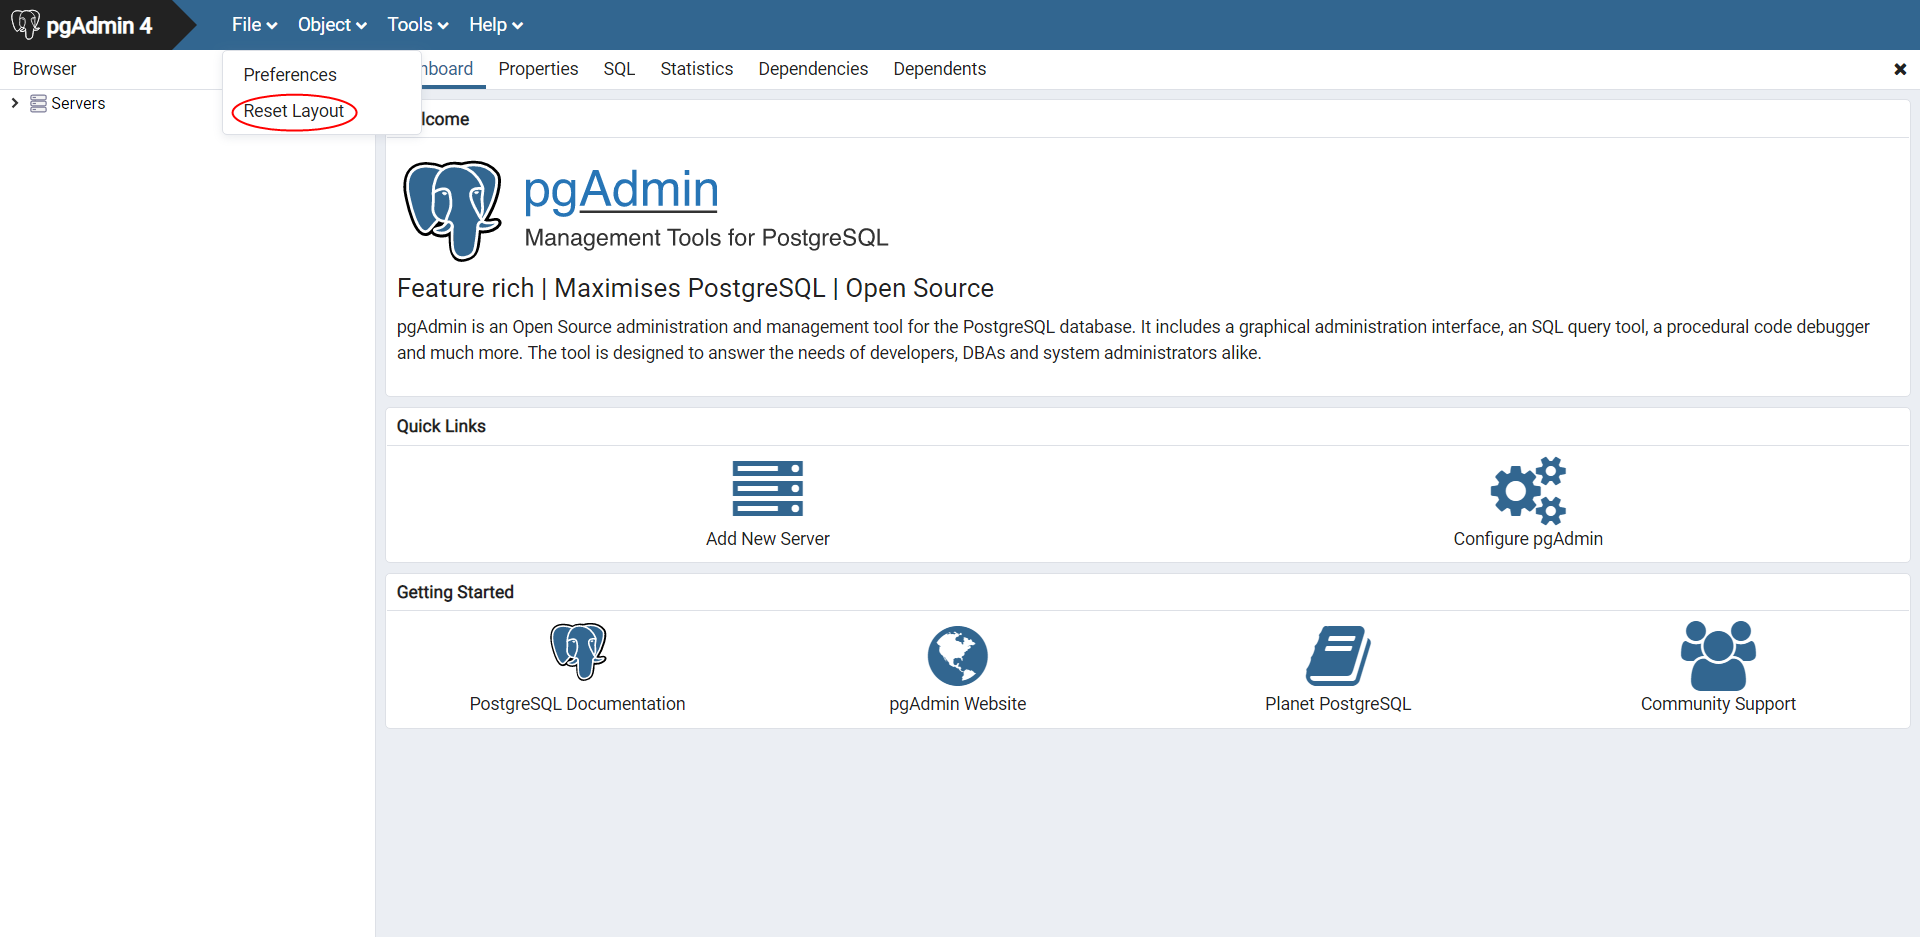 pgAdmin 4
File Object Tools Help
Browser
Preferences
Reset Layout
Properties SQL Statistics Dependencies Dependents
Servers
pgAdmin
Management Tools for PostgreSQL
Feature rich | Maximises PostgreSQL | Open Source
pgAdmin is an Open Source administration and management tool for the PostgreSQL database. It includes a graphical administration interface, an SQL query tool, a procedural code debugger
and much more. The tool is designed to answer the needs of developers, DBAs and system administrators alike.
Quick Links
Add New Server
Configure pgAdmin
Getting Started
PostgreSQL Documentation
pgAdmin Website
Planet PostgreSQL
Community Support